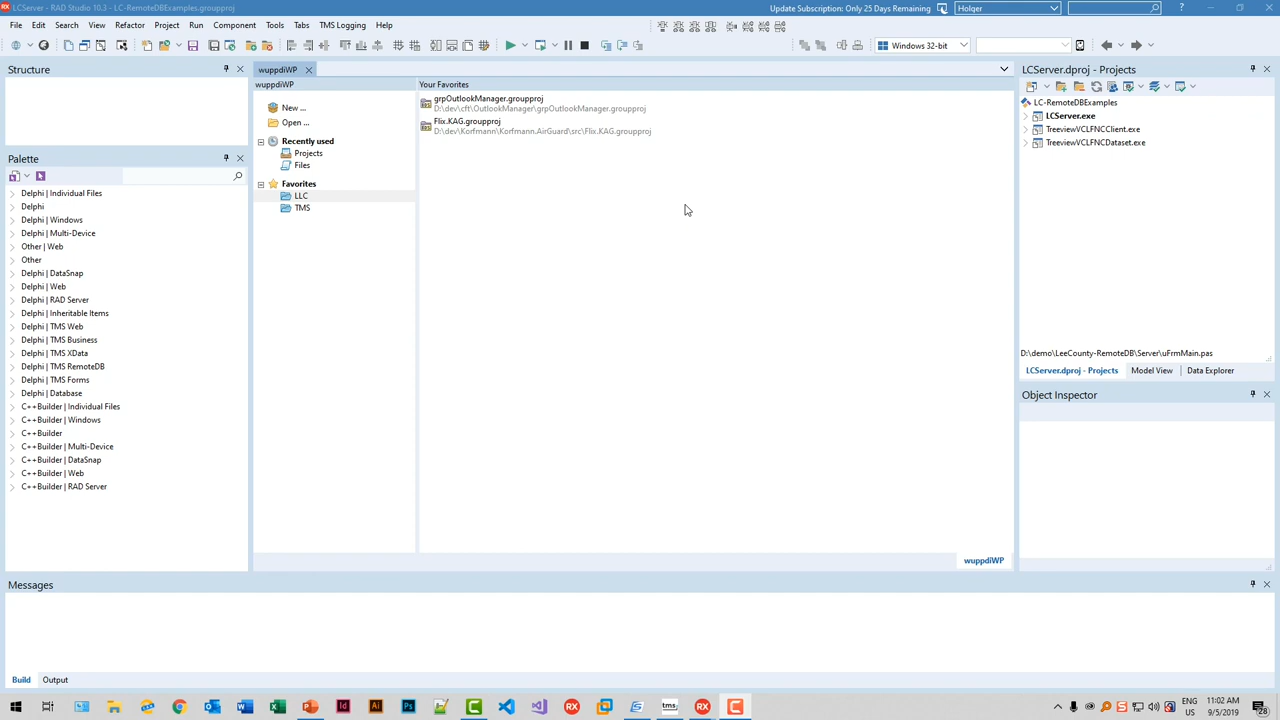 LCServer - RAD Studio 10.3 - LC-RemoteDBExamples.groupproj
Update Subscription: Only 25 Days Remaining
Holger
File Edit Search View Refactor Project Run Component Tools Tabs TMS Logging Help
Windows 32-bit
Structure
wuppdiWP
LCServer.dproj - Projects
wuppdiWP
Your Favorites
New ...
Open ...
Recently used
Projects
Files
Favorites
LLC
TMS
grpOutlookManager.groupproj
D:\dev\cft\OutlookManager\grpOutlookManager.groupproj
Flix.KAG.groupproj
D:\dev\Korfmann\Korfmann.AirGuard\src\Flix.KAG.groupproj
LC-RemoteDBExamples
LCServer.exe
TreeviewVCLFNCClient.exe
TreeviewVCLFNCDataset.exe
Palette
Delphi | Individual Files
Delphi
Delphi | Windows
Delphi | Multi-Device
Other | Web
Other
Delphi | DataSnap
Delphi | Web
Delphi | RAD Server
Delphi | Inheritable Items
Delphi | TMS Web
Delphi | TMS Business
Delphi | TMS XData
Delphi | TMS RemoteDB
Delphi | TMS Forms
Delphi | Database
C++Builder | Individual Files
C++Builder | Windows
C++Builder
C++Builder | Multi-Device
C++Builder | DataSnap
C++Builder | Web
C++Builder | RAD Server
D:\demo\LeeCounty-RemoteDB\Server\uFrmMain.pas
LCServer.dproj - Projects Model View Data Explorer
Object Inspector
wuppdiWP
Messages
Build Output
ENG
US
11:02 AM
9/5/2019
28